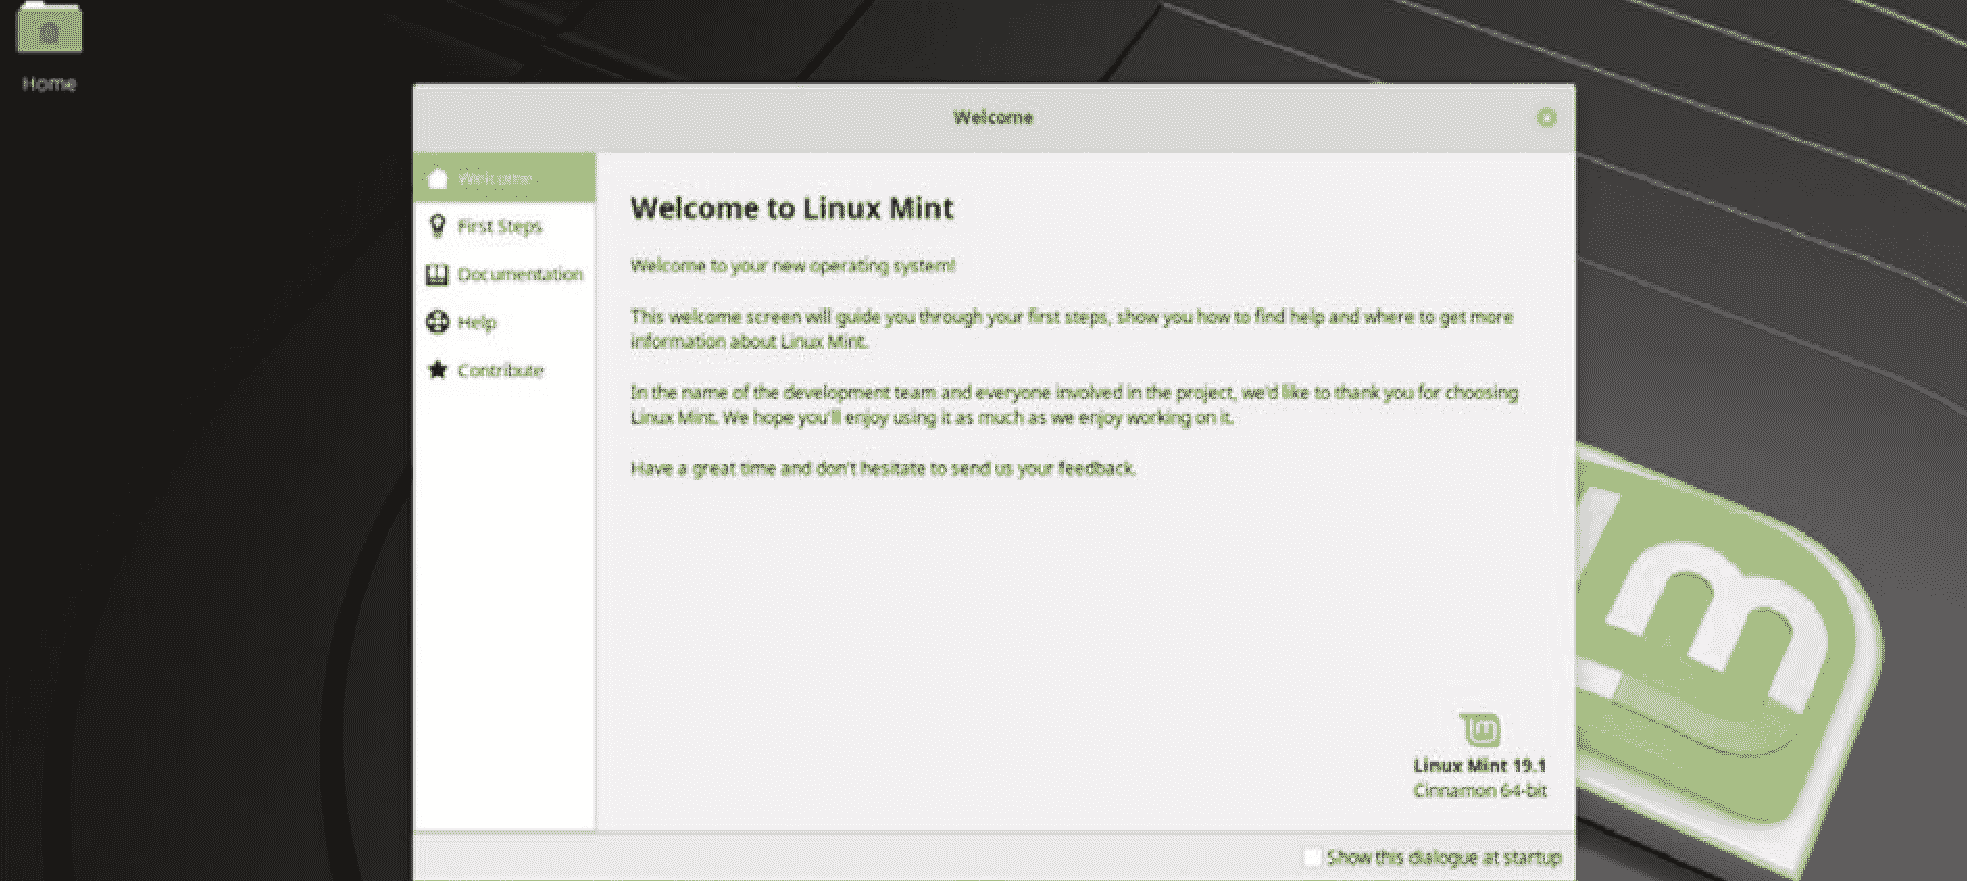 Home
Welcome
Welcome
First Steps
Documentation
Help
Contribute
Welcome to Linux Mint
Welcome to your new operating system!
This welcome screen will guide you through your first steps, show you how to find help and where to get more
information about Linux Mint.
In the name of the development team and everyone involved in the project, we'd like to thank you for choosing
Linux Mint. We hope you'll enjoy using it as much as we enjoy working on it.
Have a great time and don't hesitate to send us your feedback.
Linux Mint 19.1
Cinnamon 64-bit
Show this dialogue at startup